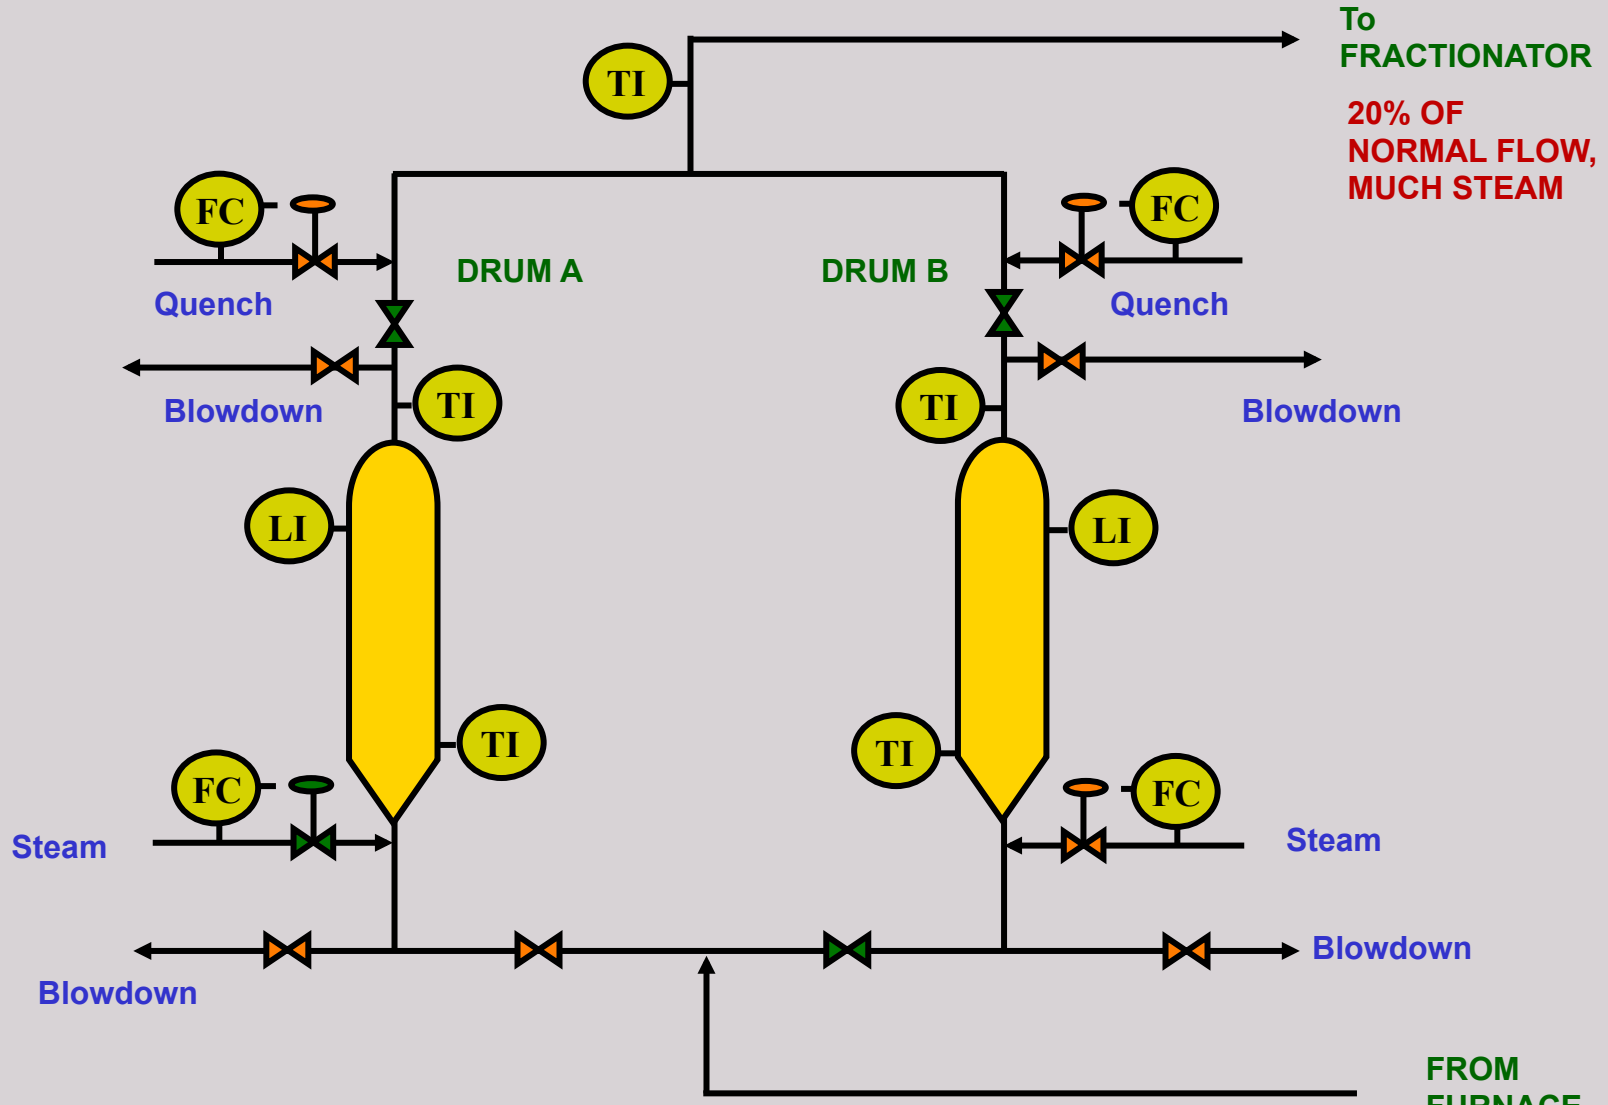 To
FRACTIONATOR
20% OF
NORMAL FLOW,
MUCH STEAM
TI
FC
FC
DRUM A
DRUM B
Quench
Quench
TI
TI
Blowdown
Blowdown
LI
LI
TI
TI
FC
FC
Steam
Steam
Blowdown
Blowdown
FROM
FURNACE